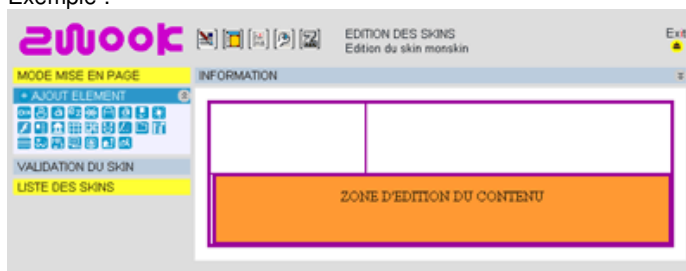 Exemple :
zwook
EDITION DES SKINS
Edition du skin monskin
Exit
MODE MISE EN PAGE
INFORMATION
+ AJOUT ELEMENT
VALIDATION DU SKIN
LISTE DES SKINS
ZONE D'EDITION DU CONTENU